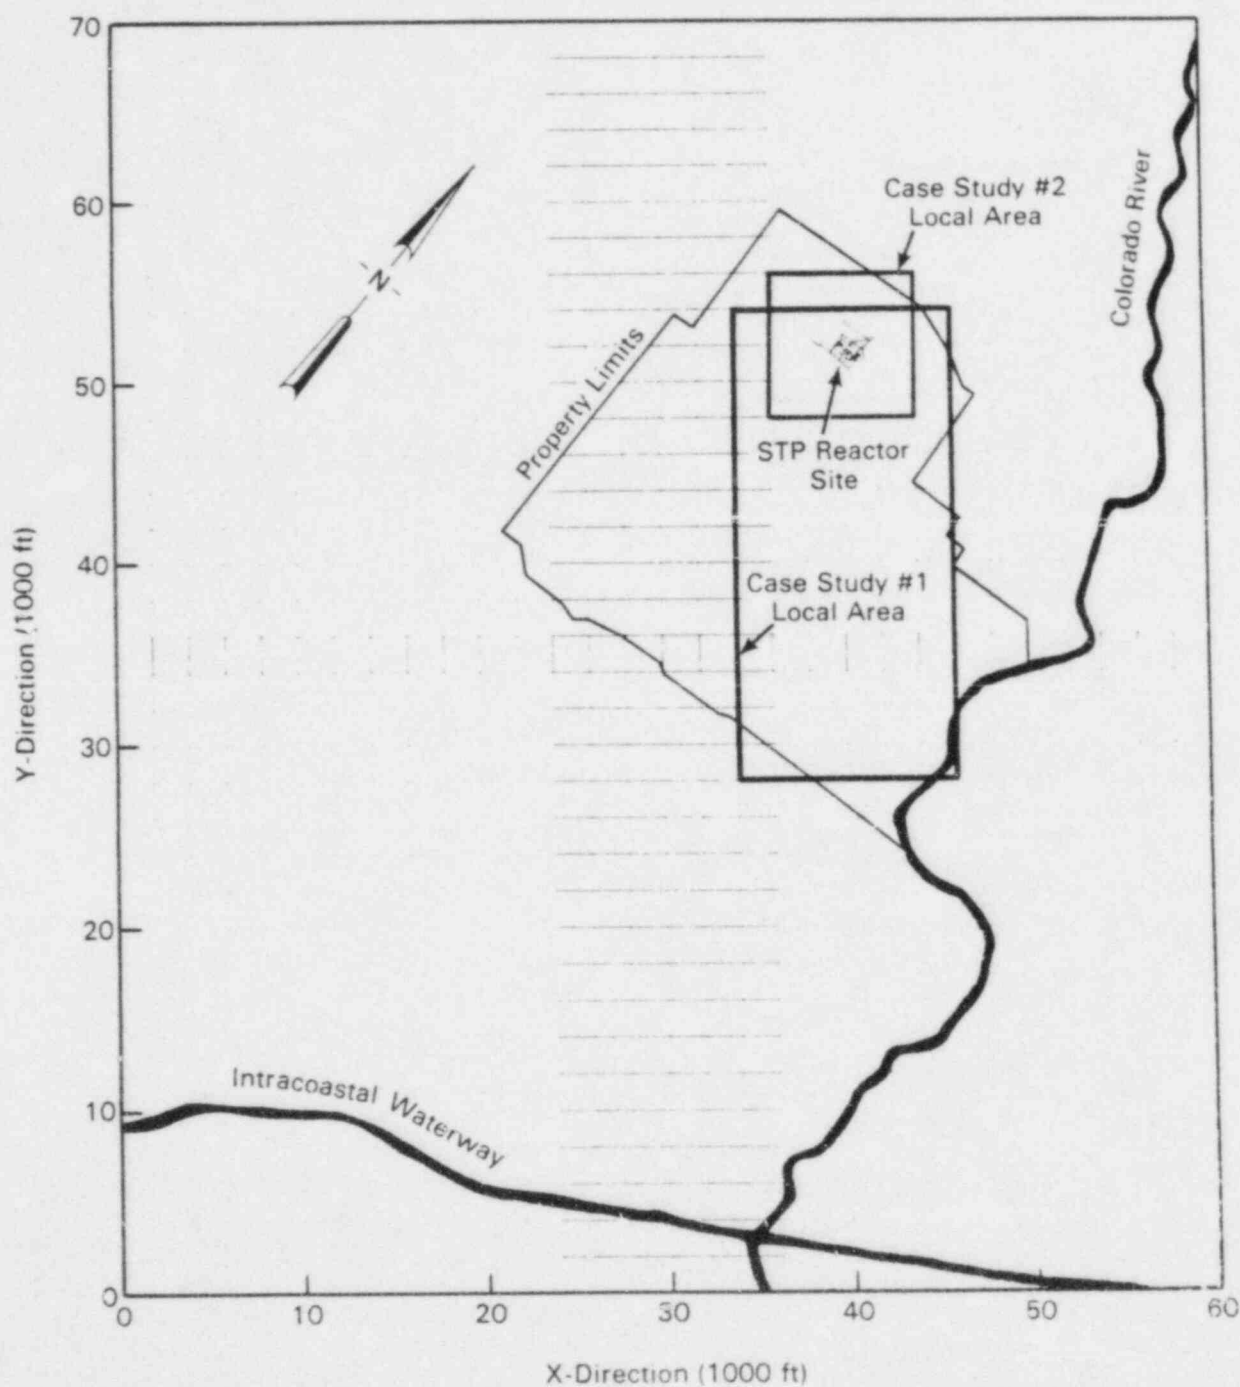 70
60
50
40
30
20
10
0
Y-Direction (1000 ft)
N
Case Study #2
Local Area
Colorado River
Property Limits
STP Reactor
Site
Case Study #1
Local Area
Intracoastal Waterway
0
10
20
30
40
50
60
X-Direction (1000 ft)